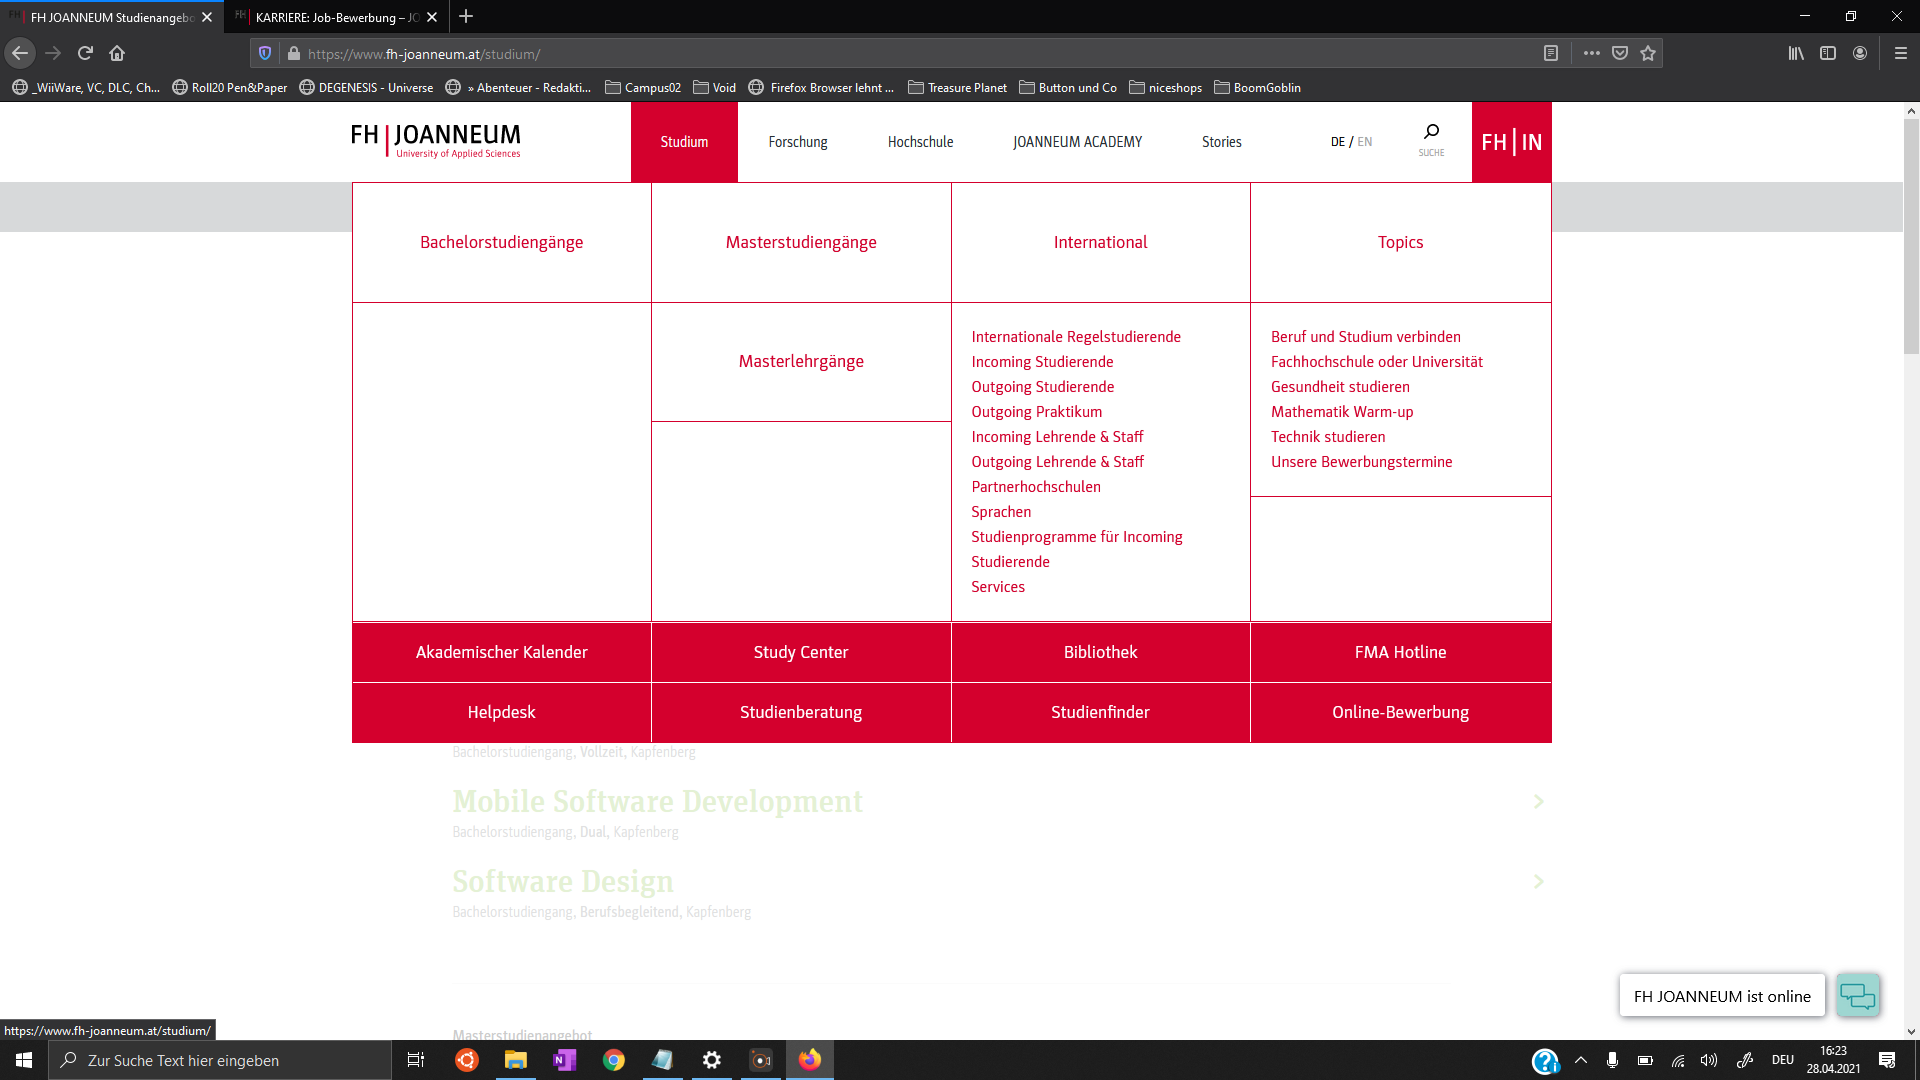 FH JOANNEUM Studienangebo
KARRIERE: Job-Bewerbung – JO
https://www.fh-joanneum.at/studium/
_WiiWare, VC, DLC, Ch...
Roll20 Pen&Paper
DEGENESIS - Universe
» Abenteuer - Redakti...
Campus02
Void
Firefox Browser lehnt ...
Treasure Planet
Button und Co
niceshops
BoomGoblin
FH | JOANNEUM
University of Applied Sciences
Studium
Forschung
Hochschule
JOANNEUM ACADEMY
Stories
DE / EN
SUCHE
FH|IN
Bachelorstudiengänge
Masterstudiengänge
International
Topics
Masterlehrgänge
Internationale Regelstudierende
Incoming Studierende
Outgoing Studierende
Outgoing Praktikum
Incoming Lehrende & Staff
Outgoing Lehrende & Staff
Partnerhochschulen
Sprachen
Studienprogramme für Incoming
Studierende
Services
Beruf und Studium verbinden
Fachhochschule oder Universität
Gesundheit studieren
Mathematik Warm-up
Technik studieren
Unsere Bewerbungstermine
Akademischer Kalender
Study Center
Bibliothek
FMA Hotline
Helpdesk
Studienberatung
Studienfinder
Online-Bewerbung
Bachelorstudiengang, Vollzeit, Kapfenberg
Mobile Software Development
Bachelorstudiengang, Dual, Kapfenberg
Software Design
Bachelorstudiengang, Berufsbegleitend, Kapfenberg
FH JOANNEUM ist online
Masterstudienangebot
https://www.fh-joanneum.at/studium/
Zur Suche Text hier eingeben
DEU
16:23
28.04.2021